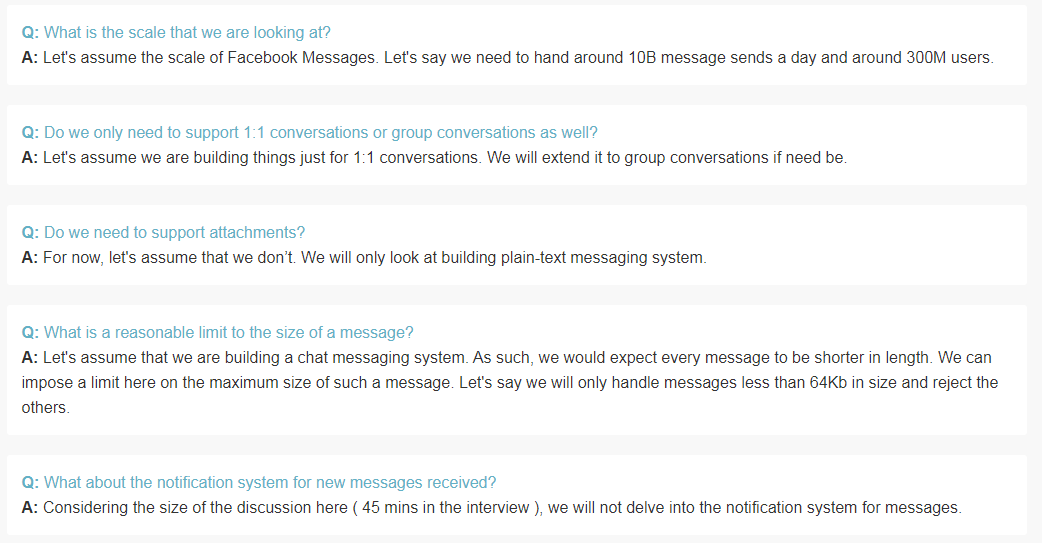 Q: What is the scale that we are looking at?
A: Let's assume the scale of Facebook Messages. Let's say we need to hand around 10B message sends a day and around 300M users.
Q: Do we only need to support 1:1 conversations or group conversations as well?
A: Let's assume we are building things just for 1:1 conversations. We will extend it to group conversations if need be.
Q: Do we need to support attachments?
A: For now, let's assume that we don’t. We will only look at building plain-text messaging system.
Q: What is a reasonable limit to the size of a message?
A: Let's assume that we are building a chat messaging system. As such, we would expect every message to be shorter in length. We can
impose a limit here on the maximum size of such a message. Let's say we will only handle messages less than 64Kb in size and reject the
others.
Q: What about the notification system for new messages received?
A: Considering the size of the discussion here ( 45 mins in the interview ), we will not delve into the notification system for messages.